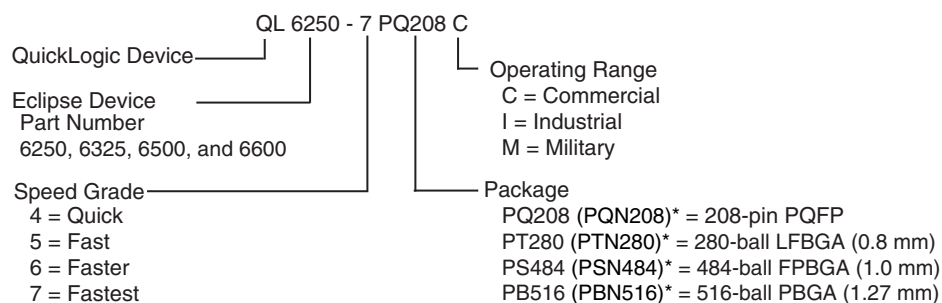 QL 6250 - 7 PQ208 C
QuickLogic Device
Operating Range
C = Commercial
I = Industrial
M = Military
Eclipse Device
Part Number
6250, 6325, 6500, and 6600
Speed Grade
4 = Quick
5 = Fast
6 = Faster
7 = Fastest
Package
PQ208 (PQN208)* = 208-pin PQFP
PT280 (PTN280)* = 280-ball LFBGA (0.8 mm)
PS484 (PSN484)* = 484-ball FPBGA (1.0 mm)
PB516 (PBN516)* = 516-ball PBGA (1.27 mm)